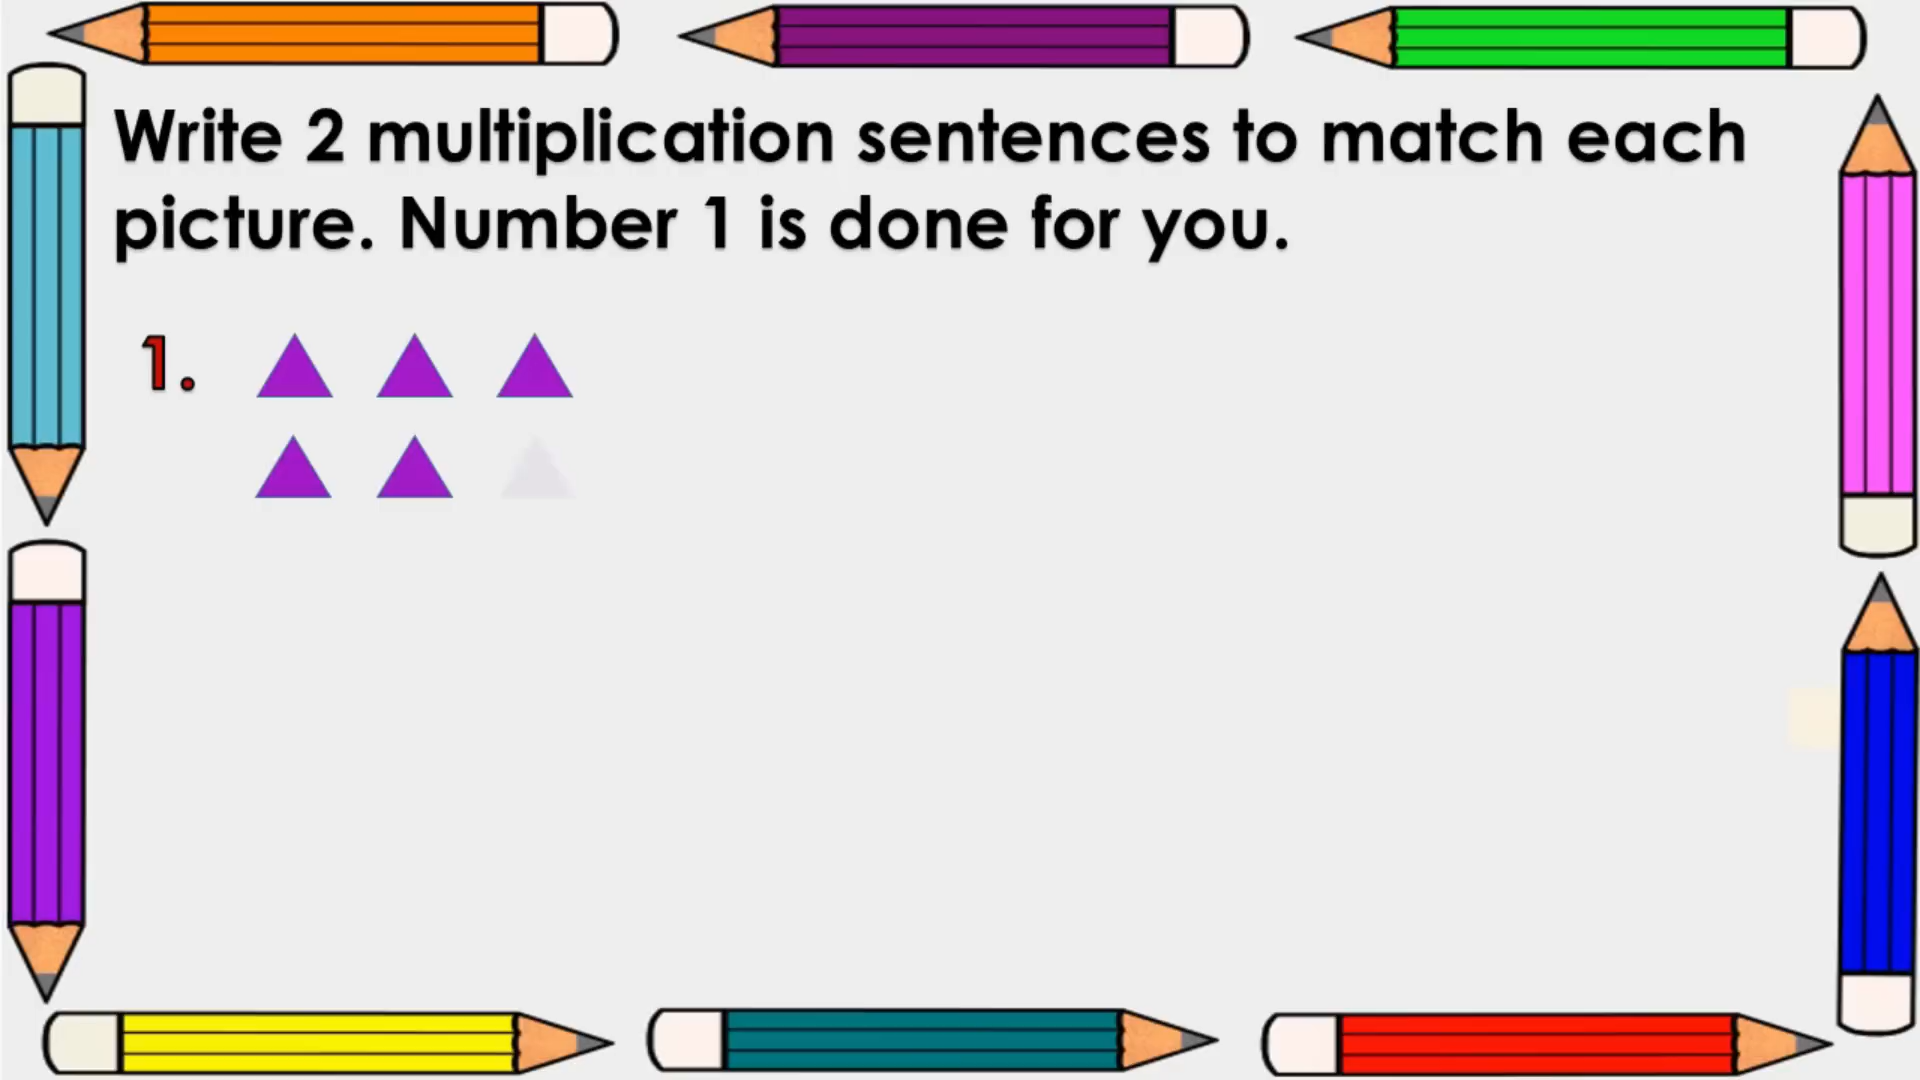 Write 2 multiplication sentences to match each
picture. Number 1 is done for you.
1.